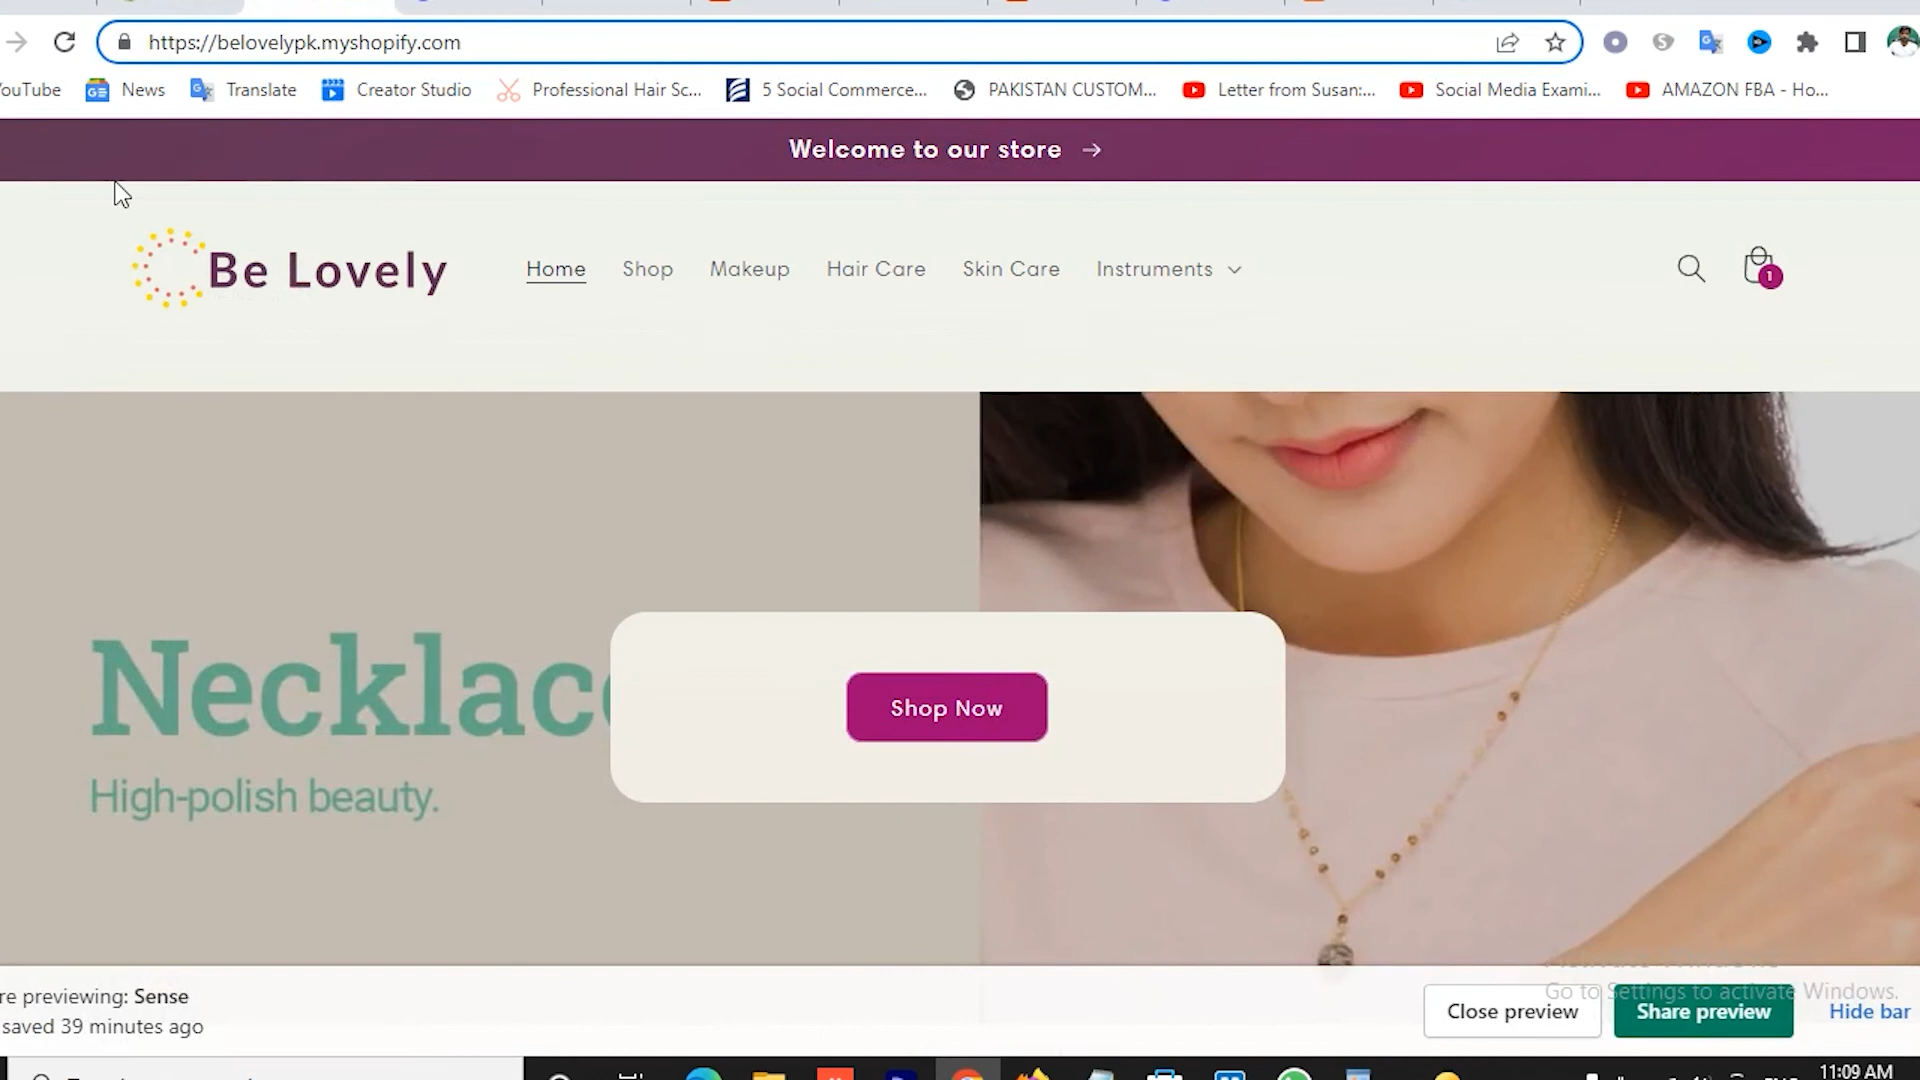 https://belovelypk.myshopify.com
ouTube News Translate Creator Studio Professional Hair Sc... 5 Social Commerce... PAKISTAN CUSTOM... Letter from Susan:... Social Media Exami... AMAZON FBA - Ho...
Welcome to our store →
Be Lovely
Home Shop Makeup Hair Care Skin Care Instruments
1
Necklac
High-polish beauty.
Shop Now
re previewing: Sense
saved 39 minutes ago
Go to Settings to activate Windows.
Close preview Share preview Hide bar
11:09 AM